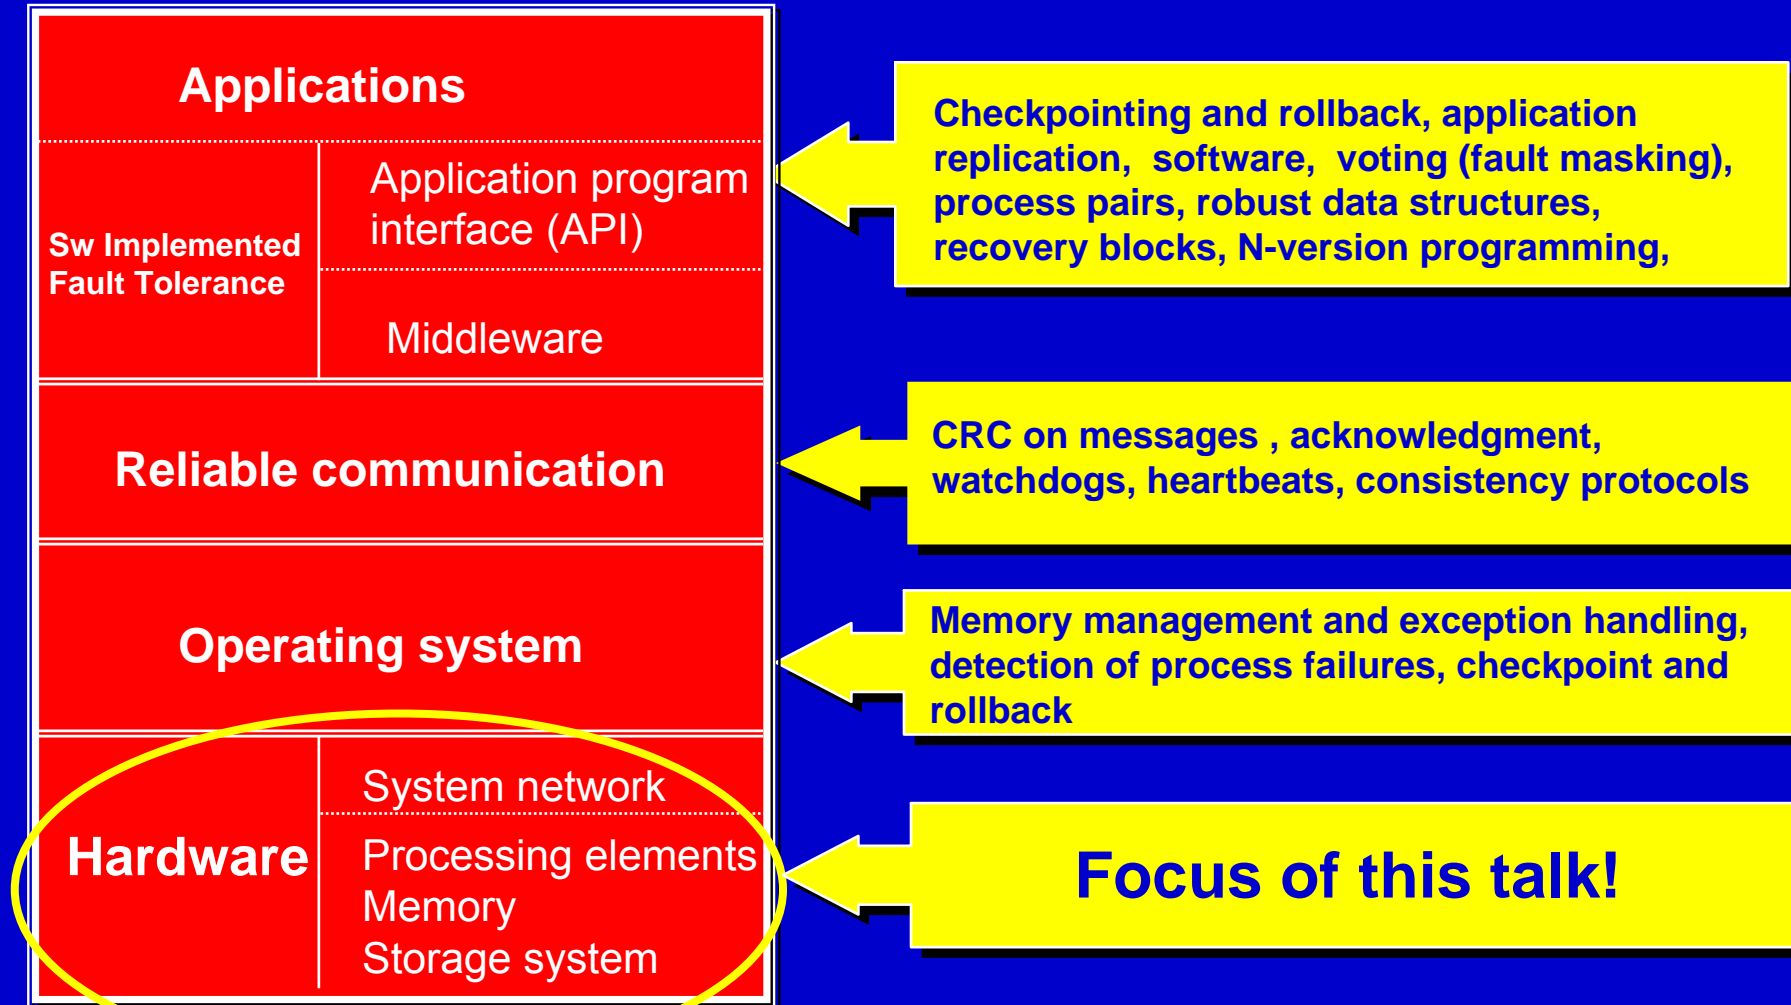 Applications
Application program
interface (API)
Sw Implemented
Fault Tolerance
Middleware
Reliable communication
Operating system
Hardware
System network
Processing elements
Memory
Storage system
Checkpointing and rollback, application
replication, software, voting (fault masking),
process pairs, robust data structures,
recovery blocks, N-version programming,
CRC on messages , acknowledgment,
watchdogs, heartbeats, consistency protocols
Memory management and exception handling,
detection of process failures, checkpoint and
rollback
Focus of this talk!